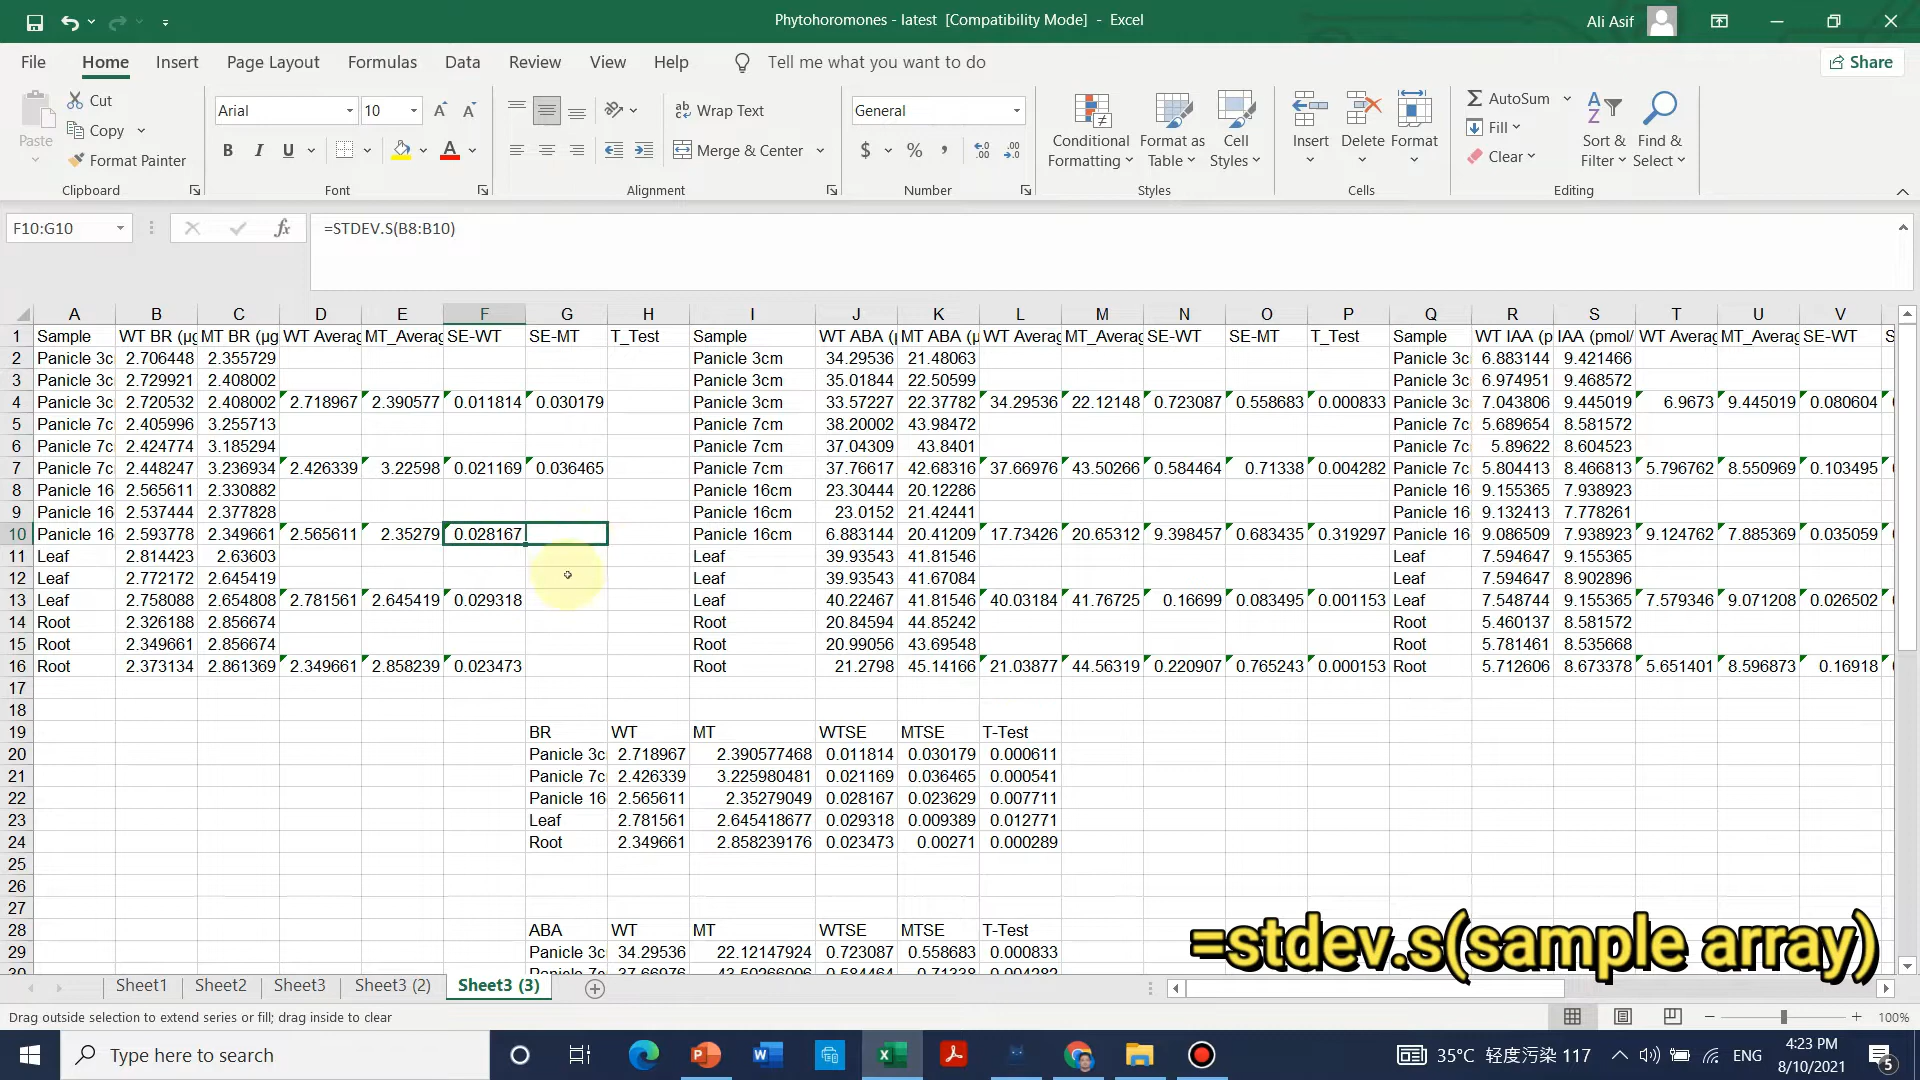 Phytohoromones - latest [Compatibility Mode] - Excel
Ali Asif
File Home Insert Page Layout Formulas Data Review View Help Tell me what you want to do Share
Paste
Cut
Copy
Format Painter
Clipboard
Arial 10
B I U
Font
Wrap Text
Merge & Center
Alignment
General
$ % ,
Number
Conditional Formatting
Format as Table
Cell Styles
Styles
Insert Delete Format
Cells
AutoSum
Fill
Clear
Sort & Filter
Find & Select
Editing
F10:G10 fx =STDEV.S(B8:B10)
A B C D E F G H I J K L M N O P Q R S T U V
1 Sample WT BR (µg MT BR (µg WT Averag MT_Averag SE-WT SE-MT T_Test Sample WT ABA (µ MT ABA (µ WT Averag MT_Averag SE-WT SE-MT T_Test Sample WT IAA (p IAA (pmol/ WT Averag MT_Averag SE-WT S
2 Panicle 3c 2.706448 2.355729 Panicle 3cm 34.29536 21.48063 Panicle 3c 6.883144 9.421466
3 Panicle 3c 2.729921 2.408002 Panicle 3cm 35.01844 22.50599 Panicle 3c 6.974951 9.468572
4 Panicle 3c 2.720532 2.408002 2.718967 2.390577 0.011814 0.030179 Panicle 3cm 33.57227 22.37782 34.29536 22.12148 0.723087 0.558683 0.000833 Panicle 3c 7.043806 9.445019 6.9673 9.445019 0.080604
5 Panicle 7c 2.405996 3.255713 Panicle 7cm 38.20002 43.98472 Panicle 7c 5.689654 8.581572
6 Panicle 7c 2.424774 3.185294 Panicle 7cm 37.04309 43.8401 Panicle 7c 5.89622 8.604523
7 Panicle 7c 2.448247 3.236934 2.426339 3.22598 0.021169 0.036465 Panicle 7cm 37.76617 42.68316 37.66976 43.50266 0.584464 0.71338 0.004282 Panicle 7c 5.804413 8.466813 5.796762 8.550969 0.103495
8 Panicle 16 2.565611 2.330882 Panicle 16cm 23.30444 20.12286 Panicle 16 9.155365 7.938923
9 Panicle 16 2.537444 2.377828 Panicle 16cm 23.0152 21.42441 Panicle 16 9.132413 7.778261
10 Panicle 16 2.593778 2.349661 2.565611 2.35279 0.028167 Panicle 16cm 6.883144 20.41209 17.73426 20.65312 9.398457 0.683435 0.319297 Panicle 16 9.086509 7.938923 9.124762 7.885369 0.035059
11 Leaf 2.814423 2.63603 Leaf 39.93543 41.81546 Leaf 7.594647 9.155365
12 Leaf 2.772172 2.645419 Leaf 39.93543 41.67084 Leaf 7.594647 8.902896
13 Leaf 2.758088 2.654808 2.781561 2.645419 0.029318 Leaf 40.22467 41.81546 40.03184 41.76725 0.16699 0.083495 0.001153 Leaf 7.548744 9.155365 7.579346 9.071208 0.026502
14 Root 2.326188 2.856674 Root 20.84594 44.85242 Root 5.460137 8.581572
15 Root 2.349661 2.856674 Root 20.99056 43.69548 Root 5.781461 8.535668
16 Root 2.373134 2.861369 2.349661 2.858239 0.023473 Root 21.2798 45.14166 21.03877 44.56319 0.220907 0.765243 0.000153 Root 5.712606 8.673378 5.651401 8.596873 0.16918
17
18
19 BR WT MT WTSE MTSE T-Test
20 Panicle 3c 2.718967 2.390577468 0.011814 0.030179 0.000611
21 Panicle 7c 2.426339 3.225980481 0.021169 0.036465 0.000541
22 Panicle 16 2.565611 2.35279049 0.028167 0.023629 0.007711
23 Leaf 2.781561 2.645418677 0.029318 0.009389 0.012771
24 Root 2.349661 2.858239176 0.023473 0.00271 0.000289
25
26
27
28 ABA WT MT WTSE MTSE T-Test
29 Panicle 3c 34.29536 22.12147924 0.723087 0.558683 0.000833
=stdev.s(sample array)
Sheet1 Sheet2 Sheet3 Sheet3 (2) Sheet3 (3)
Drag outside selection to extend series or fill; drag inside to clear
100%
Type here to search
35°C 轻度污染 117
ENG
4:23 PM
8/10/2021
5